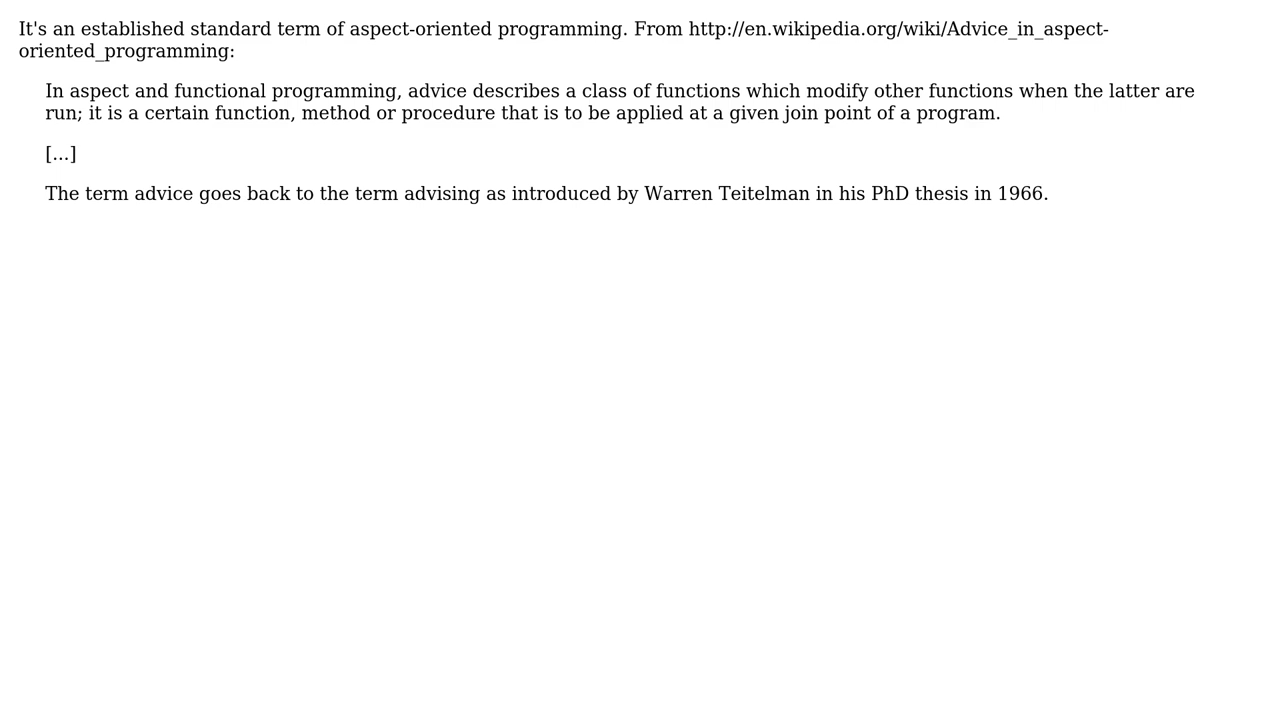 It's an established standard term of aspect-oriented programming. From http://en.wikipedia.org/wiki/Advice_in_aspect-
oriented_programming:
In aspect and functional programming, advice describes a class of functions which modify other functions when the latter are
run; it is a certain function, method or procedure that is to be applied at a given join point of a program.
[...]
The term advice goes back to the term advising as introduced by Warren Teitelman in his PhD thesis in 1966.